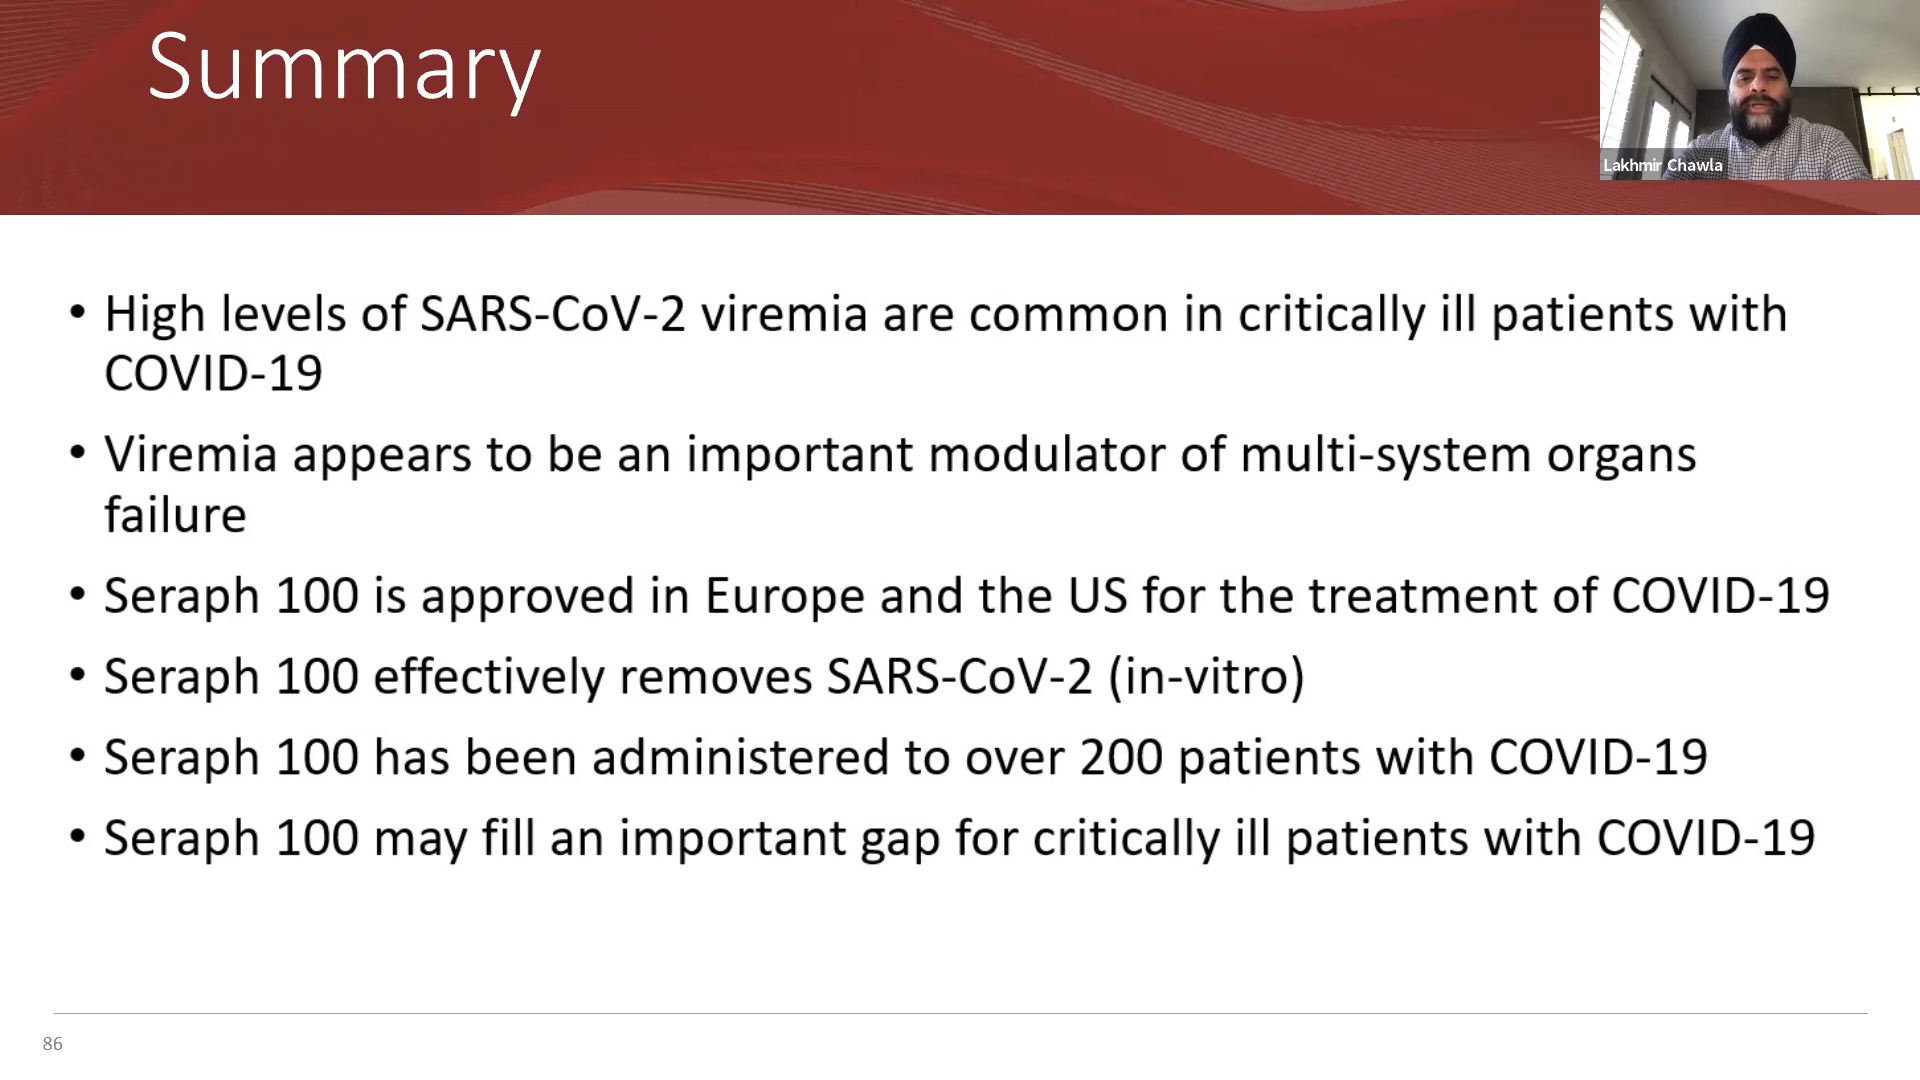 Summary
Lakhmir Chawla
• High levels of SARS-CoV-2 viremia are common in critically ill patients with
COVID-19
• Viremia appears to be an important modulator of multi-system organs
failure
• Seraph 100 is approved in Europe and the US for the treatment of COVID-19
• Seraph 100 effectively removes SARS-CoV-2 (in-vitro)
• Seraph 100 has been administered to over 200 patients with COVID-19
• Seraph 100 may fill an important gap for critically ill patients with COVID-19
86